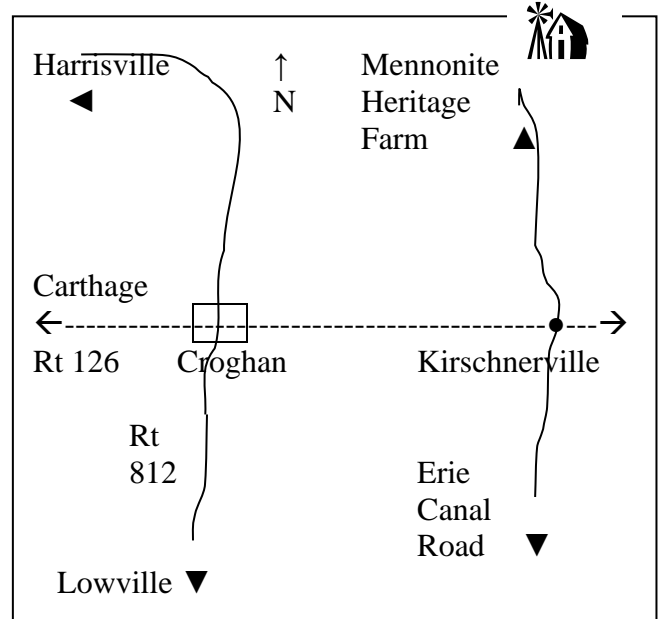 Harrisville
↑
N
Mennonite
Heritage
Farm
Carthage
Rt 126
Croghan
Kirschnerville
Rt
812
Erie
Canal
Road
Lowville